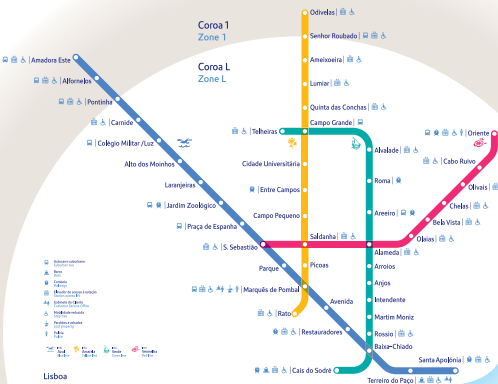 Coroa 1
Zone 1
Coroa L
Zone L
Odivelas
Senhor Roubado
Ameixoeira
Lumiar
Quinta das Conchas
Campo Grande
Telheiras
Cidade Universitária
Entre Campos
Campo Pequeno
Saldanha
Picoas
Marquês de Pombal
Rato
Amadora Este
Alfornelos
Pontinha
Carnide
Colégio Militar /Luz
Alto dos Moinhos
Laranjeiras
Jardim Zoológico
Praça de Espanha
S. Sebastião
Parque
Avenida
Restauradores
Baixa-Chiado
Terreiro do Paço
Santa Apolónia
Alvalade
Roma
Areeiro
Alameda
Arroios
Anjos
Intendente
Martim Moniz
Rossio
Cais do Sodré
Oriente
Cabo Ruivo
Olivais
Chelas
Bela Vista
Olaias
Lisboa